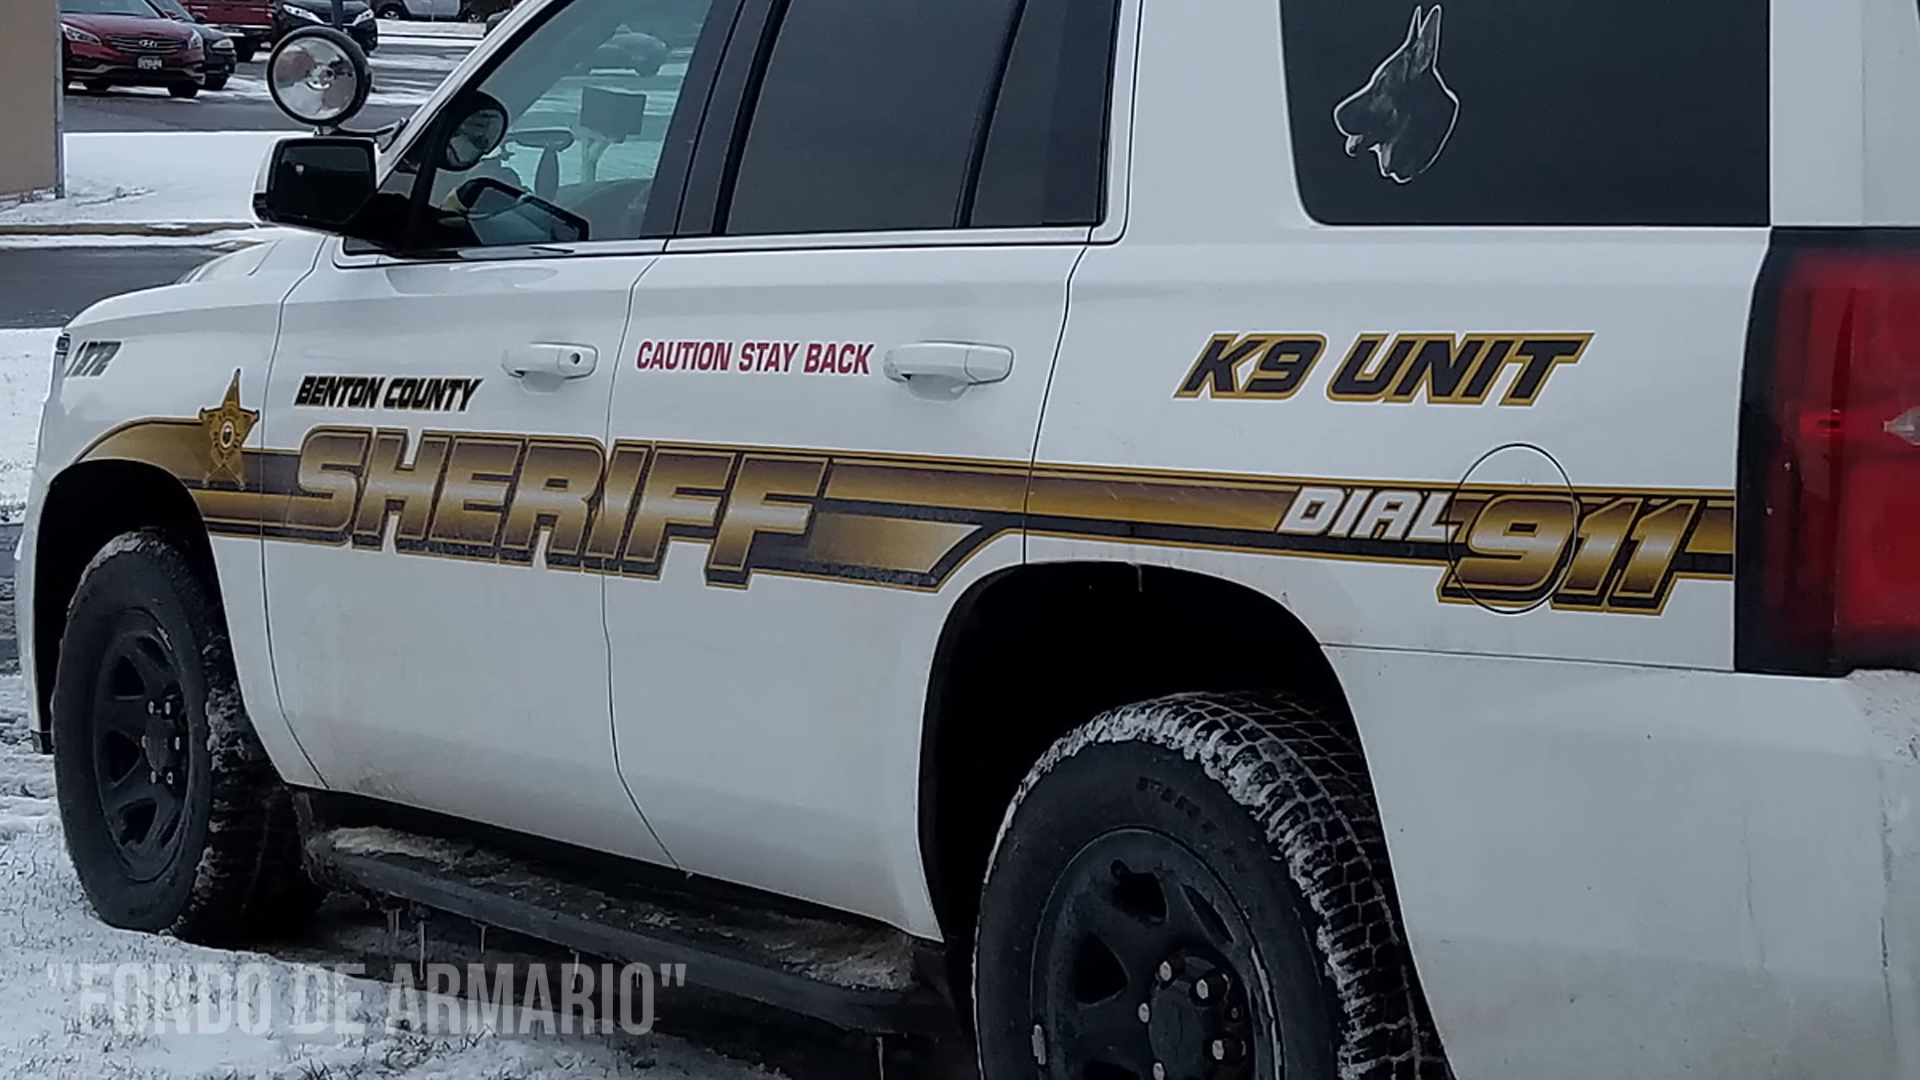 BENTON COUNTY
SHERIFF
CAUTION STAY BACK
K9 UNIT
DIAL 911
"FONDO DE ARMARIO"